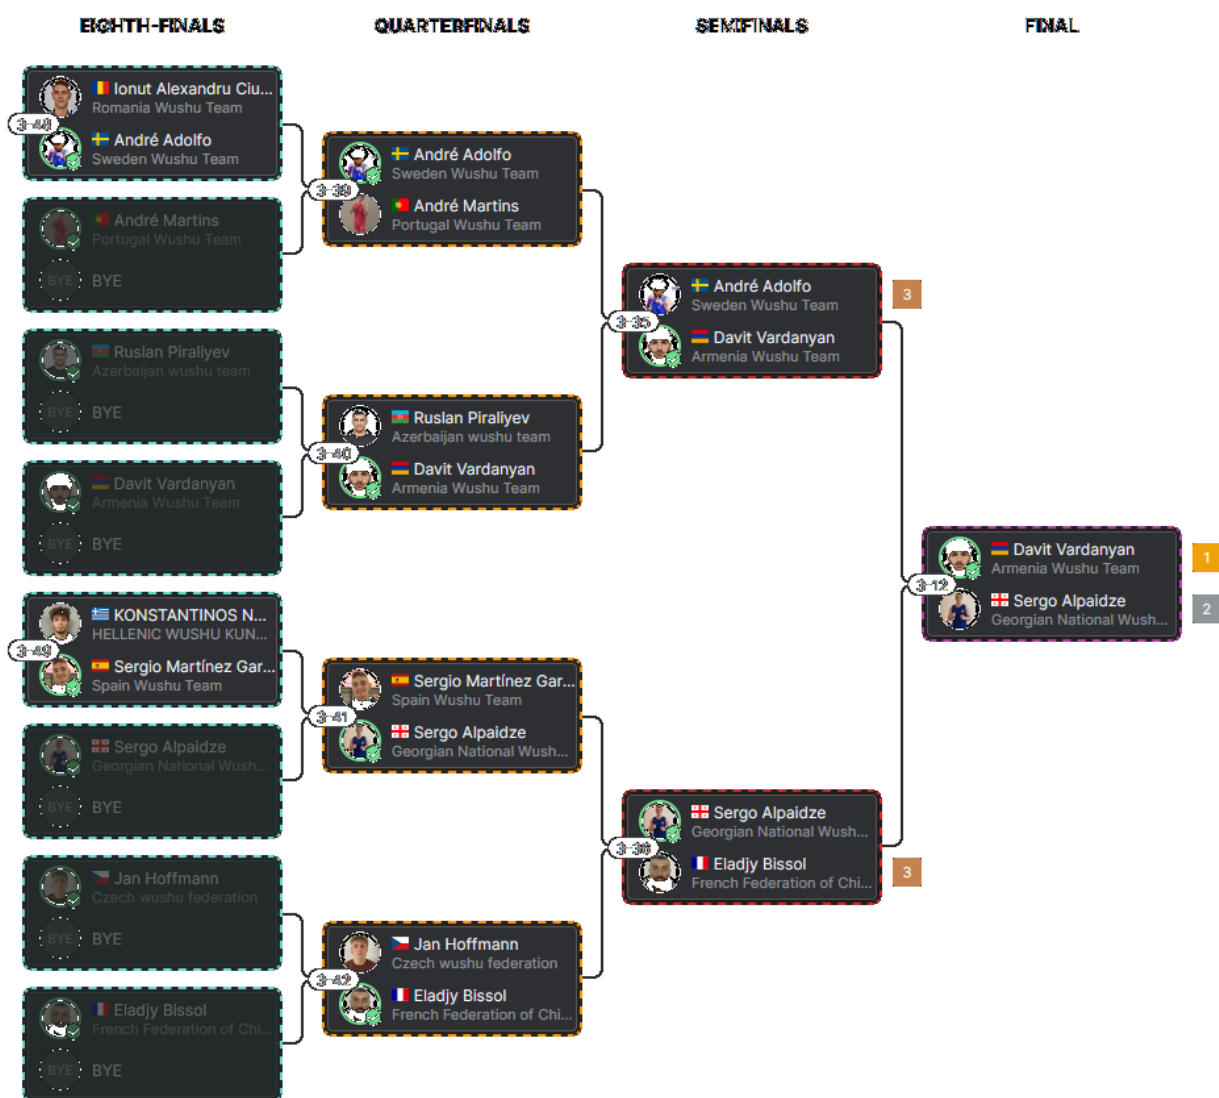 EIGHTH-FINALS
QUARTERFINALS
SEMIFINALS
FINAL
Ionut Alexandru Ciu...
Romania Wushu Team
3-48
André Adolfo
Sweden Wushu Team
André Martins
Portugal Wushu Team
BYE
BYE
Ruslan Piraliyev
Azerbaijan wushu team
BYE
BYE
Davit Vardanyan
Armenia Wushu Team
BYE
BYE
KONSTANTINOS N...
HELLENIC WUSHU KUN...
3-49
Sergio Martínez Gar...
Spain Wushu Team
Sergo Alpaidze
Georgian National Wush...
BYE
BYE
Jan Hoffmann
Czech wushu federation
BYE
BYE
Eladjy Bissol
French Federation of Chi...
BYE
BYE
André Adolfo
Sweden Wushu Team
3-39
André Martins
Portugal Wushu Team
Ruslan Piraliyev
Azerbaijan wushu team
3-40
Davit Vardanyan
Armenia Wushu Team
Sergio Martínez Gar...
Spain Wushu Team
3-41
Sergo Alpaidze
Georgian National Wush...
Jan Hoffmann
Czech wushu federation
3-42
Eladjy Bissol
French Federation of Chi...
André Adolfo
Sweden Wushu Team
3
3-35
Davit Vardanyan
Armenia Wushu Team
Sergo Alpaidze
Georgian National Wush...
3-36
Eladjy Bissol
French Federation of Chi...
3
Davit Vardanyan
Armenia Wushu Team
1
3-12
Sergo Alpaidze
Georgian National Wush...
2